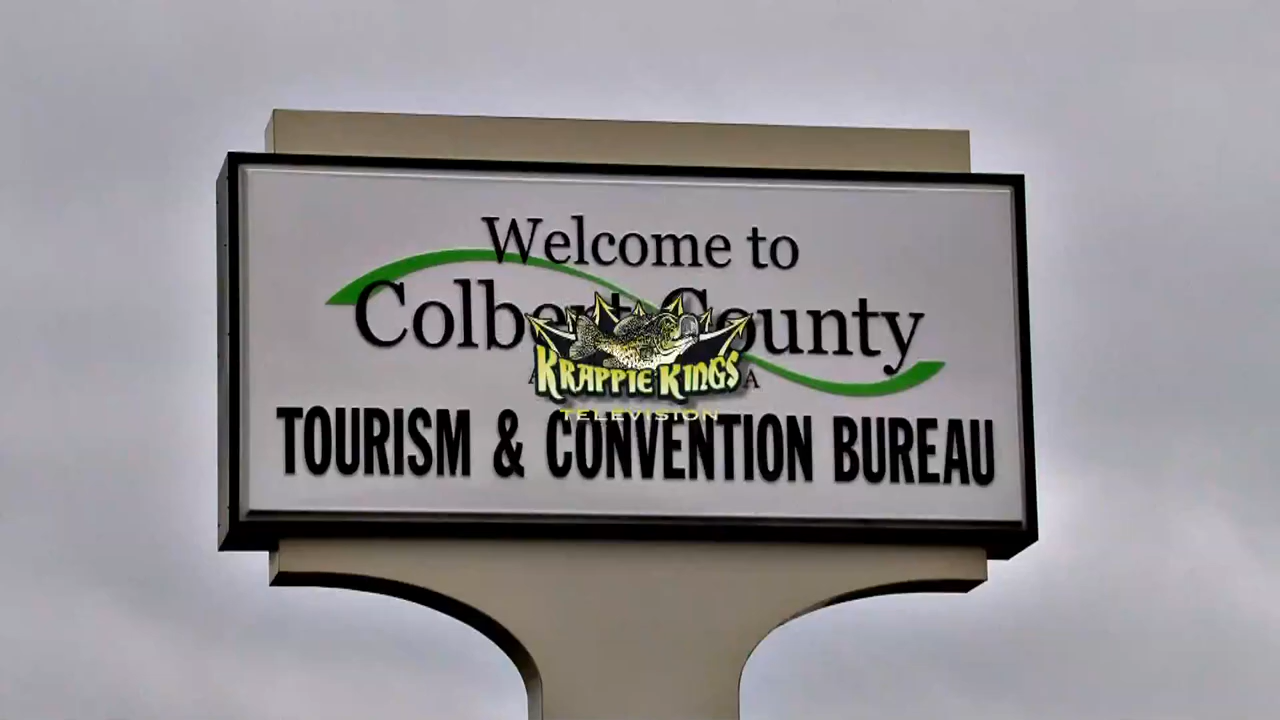 Welcome to
Colbert County
KRAPPIE KINGS
TELEVISION
TOURISM & CONVENTION BUREAU